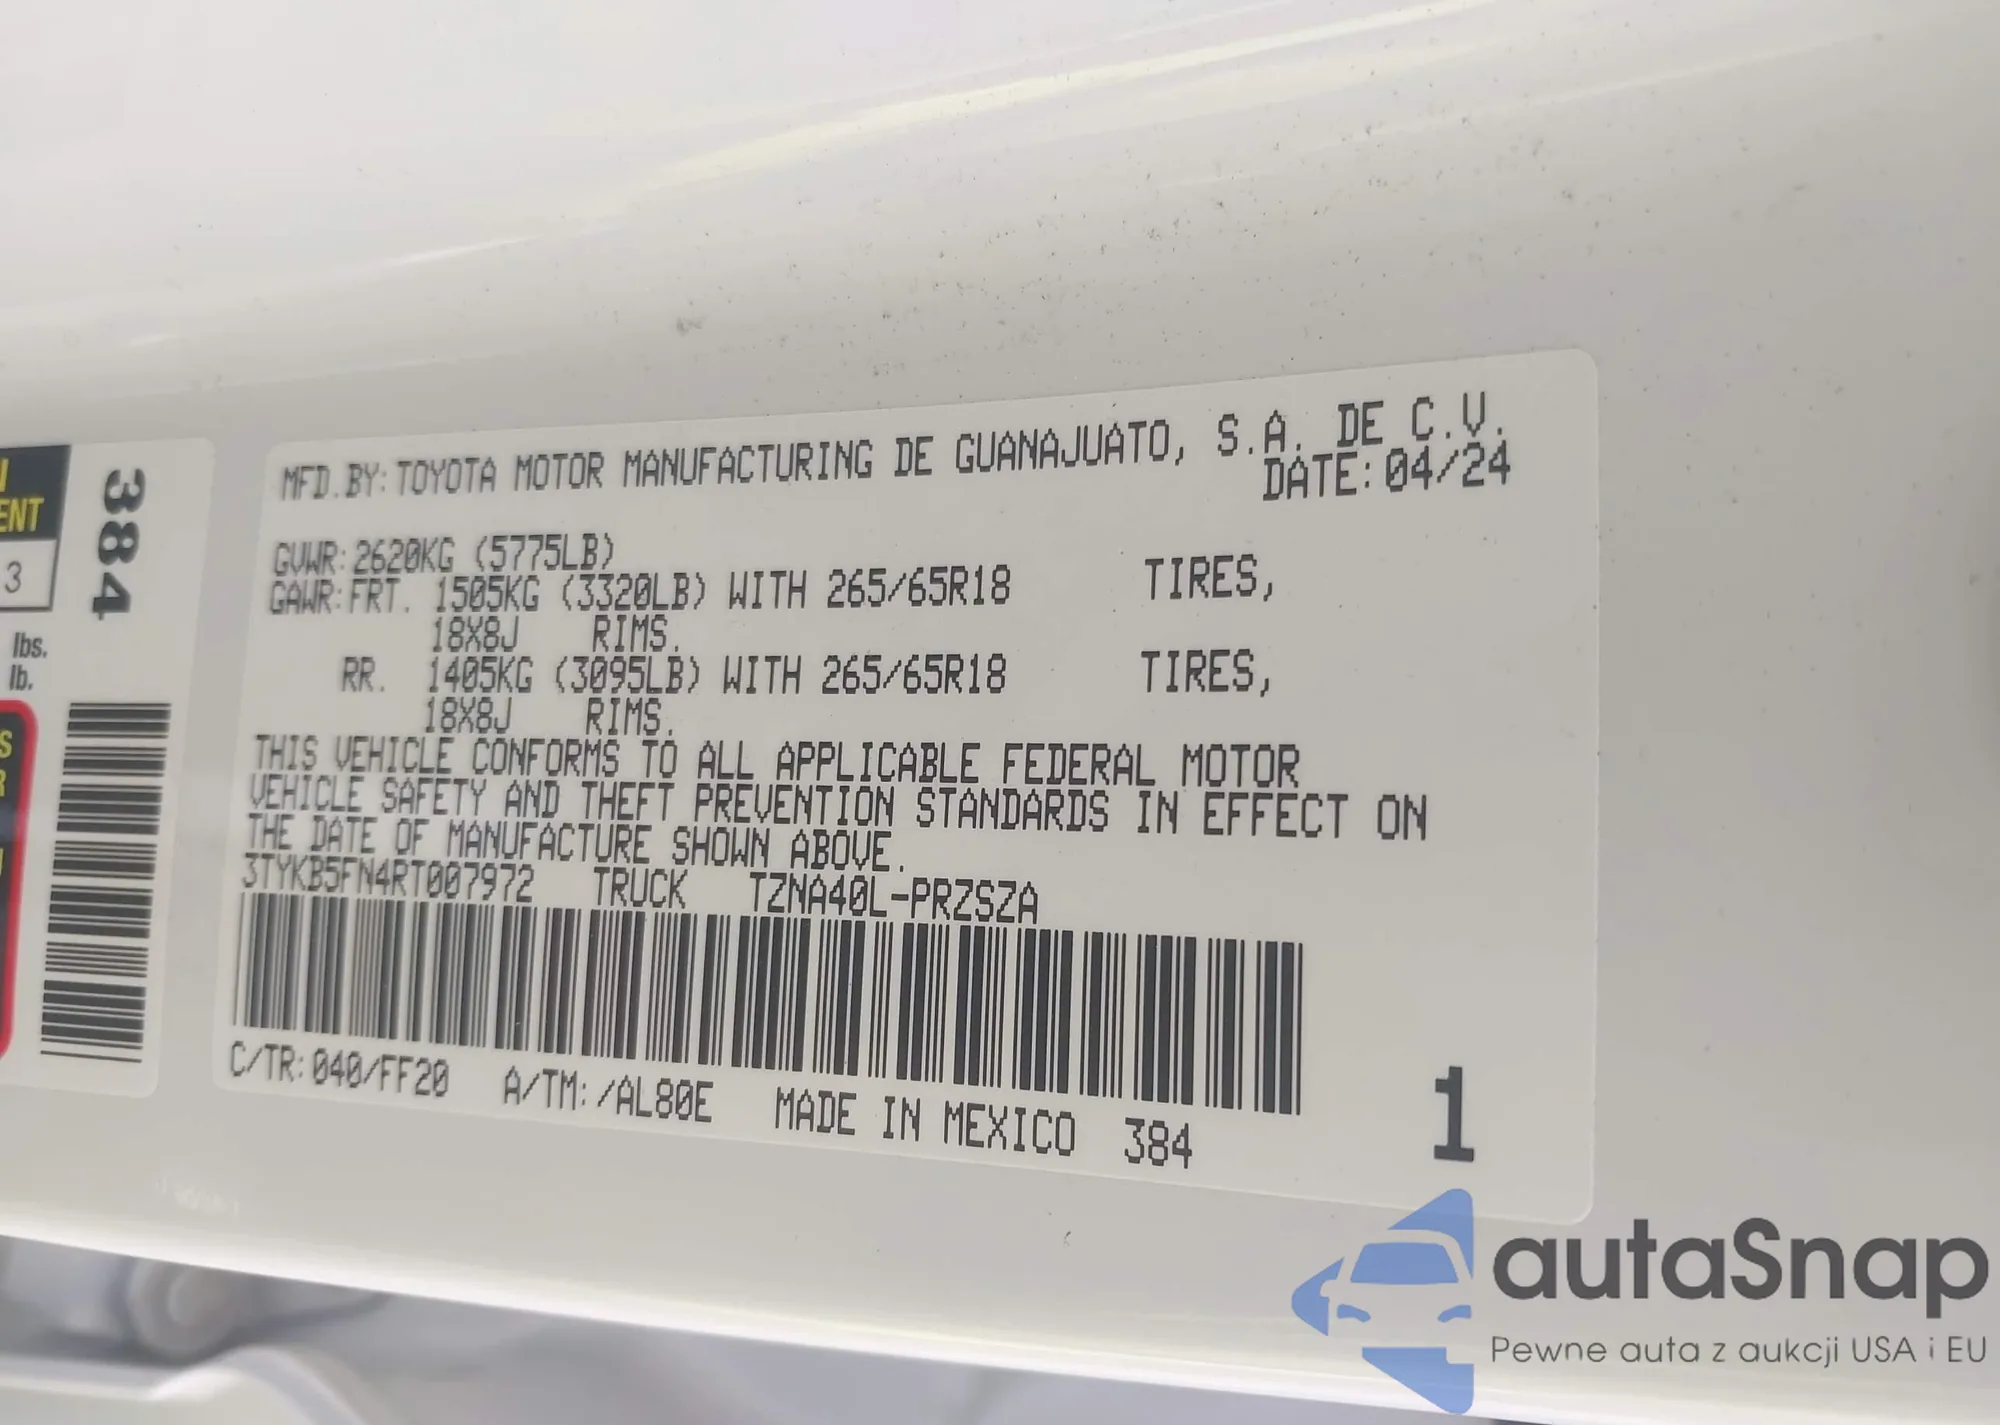 N
ENT
3
lbs.
lb.
S
R
384
MFD.BY:TOYOTA MOTOR MANUFACTURING DE GUANAJUATO, S.A. DE C.V.
DATE:04/24
GVWR:2620KG (5775LB)
GAWR:FRT. 1505KG (3320LB) WITH 265/65R18 TIRES,
18X8J RIMS.
RR. 1405KG (3095LB) WITH 265/65R18 TIRES,
18X8J RIMS.
THIS VEHICLE CONFORMS TO ALL APPLICABLE FEDERAL MOTOR
VEHICLE SAFETY AND THEFT PREVENTION STANDARDS IN EFFECT ON
THE DATE OF MANUFACTURE SHOWN ABOVE.
3TYKB5FN4RT007972 TRUCK TZNA40L-PRZSZA
C/TR:040/FF20 A/TM:/AL80E MADE IN MEXICO 384
1
autaSnap
Pewne auta z aukcji USA i EU